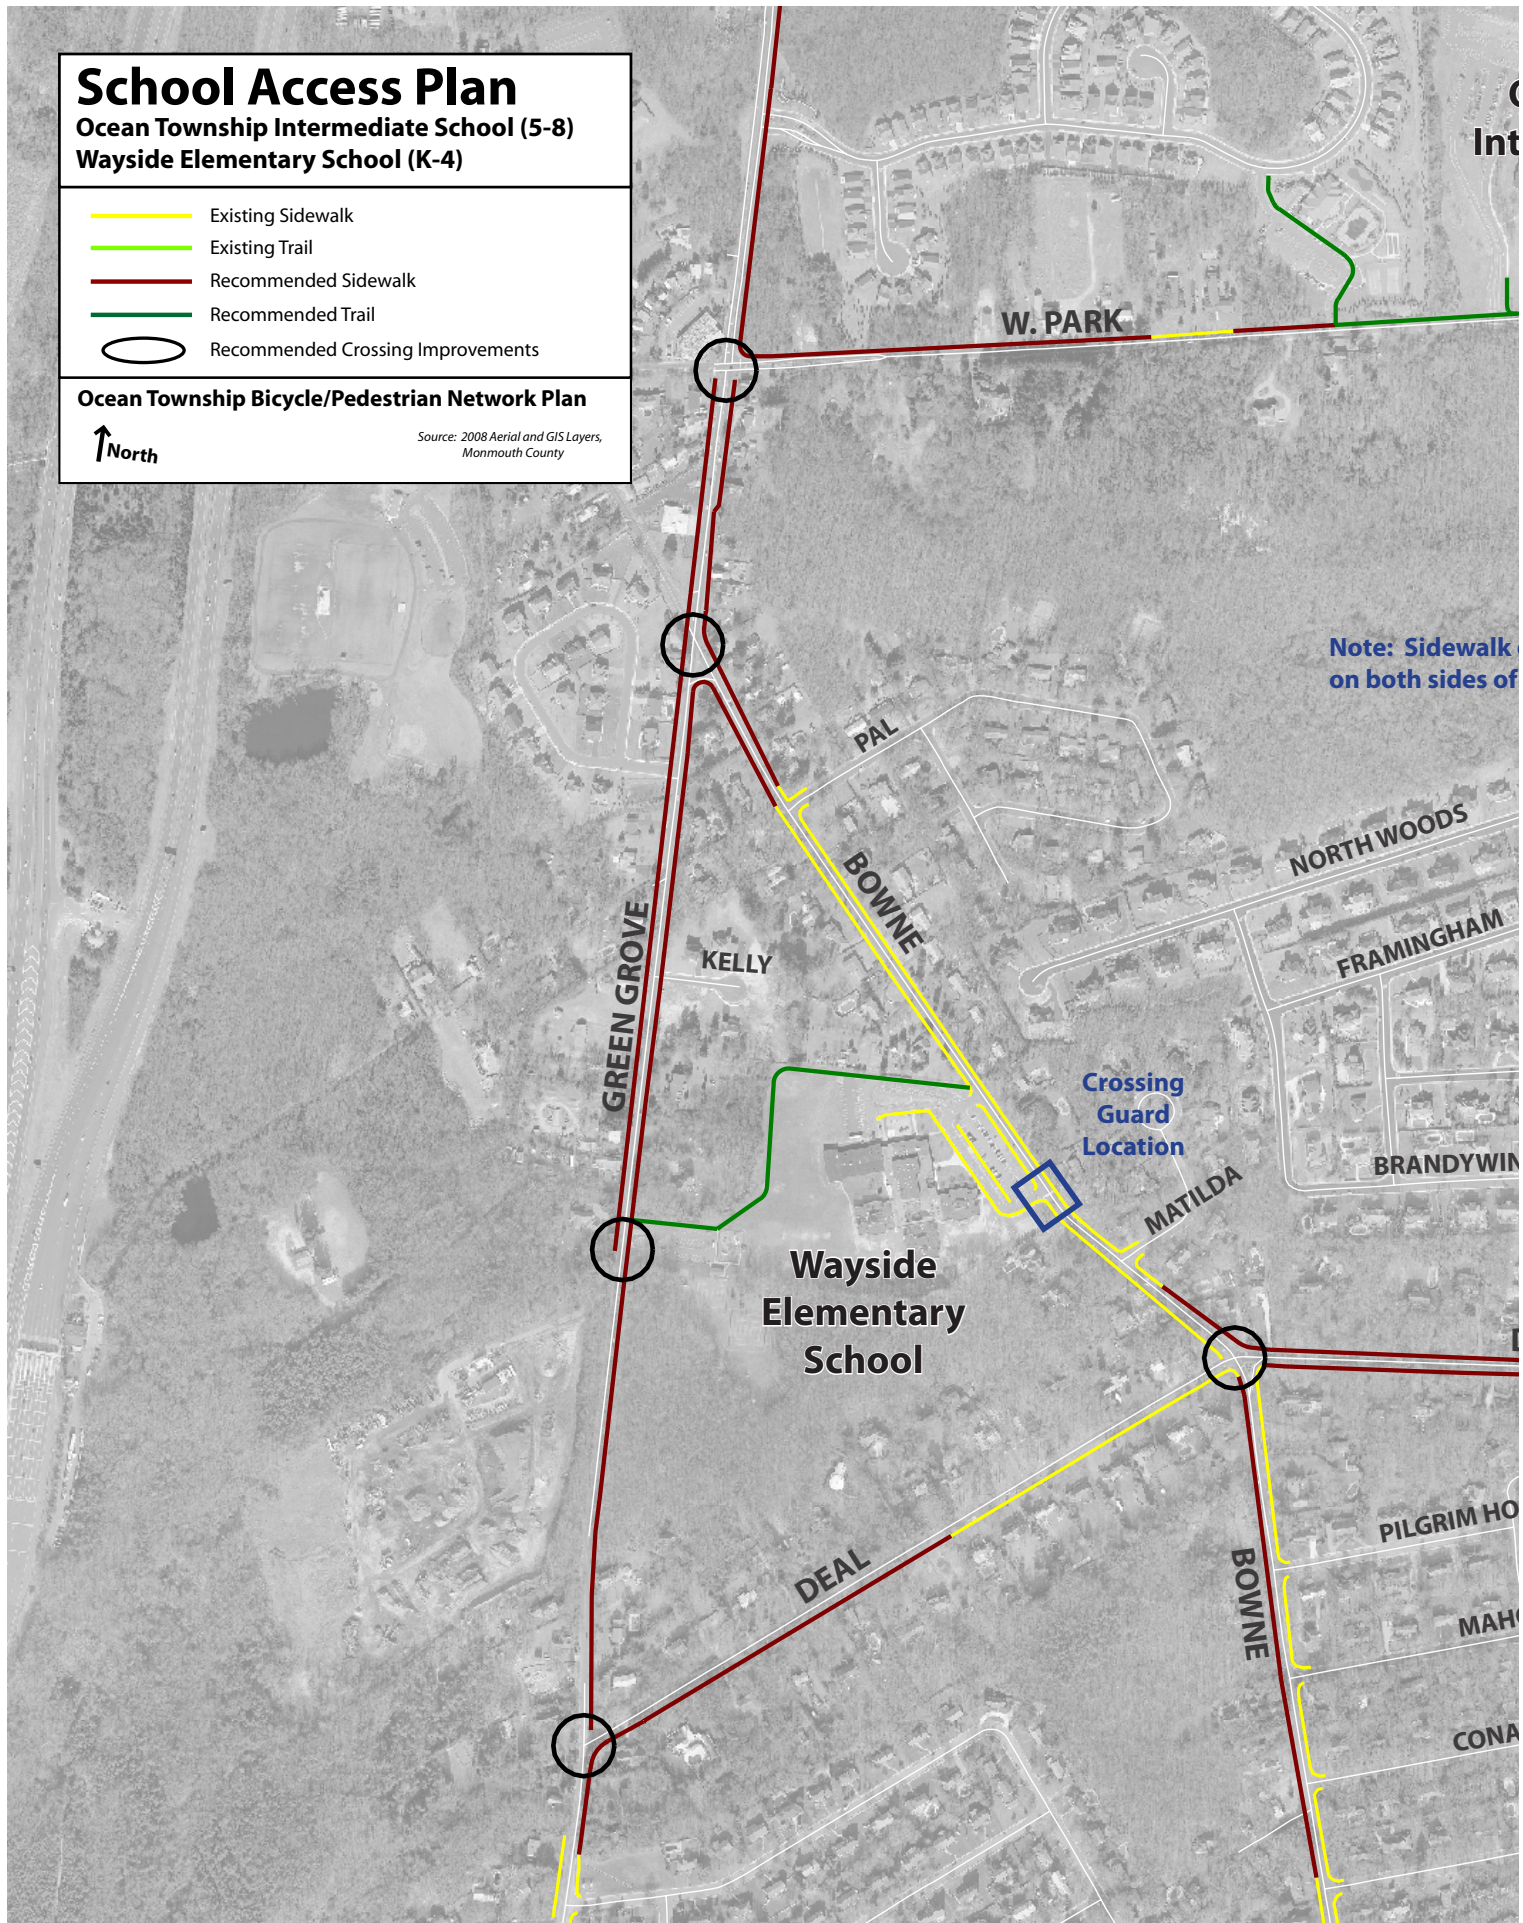 School Access Plan
Ocean Township Intermediate School (5-8)
Wayside Elementary School (K-4)
Existing Sidewalk
Existing Trail
Recommended Sidewalk
Recommended Trail
Recommended Crossing Improvements
Ocean Township Bicycle/Pedestrian Network Plan
North
Source: 2008 Aerial and GIS Layers,
Monmouth County
Int
W. PARK
Note: Sidewalk
on both sides of
PAL
NORTH WOODS
BOWNE
FRAMINGHAM
KELLY
GREEN GROVE
Crossing
Guard
Location
BRANDYWIN
MATILDA
Wayside
Elementary
School
DEAL
PILGRIM HO
BOWNE
MAHO
CONA